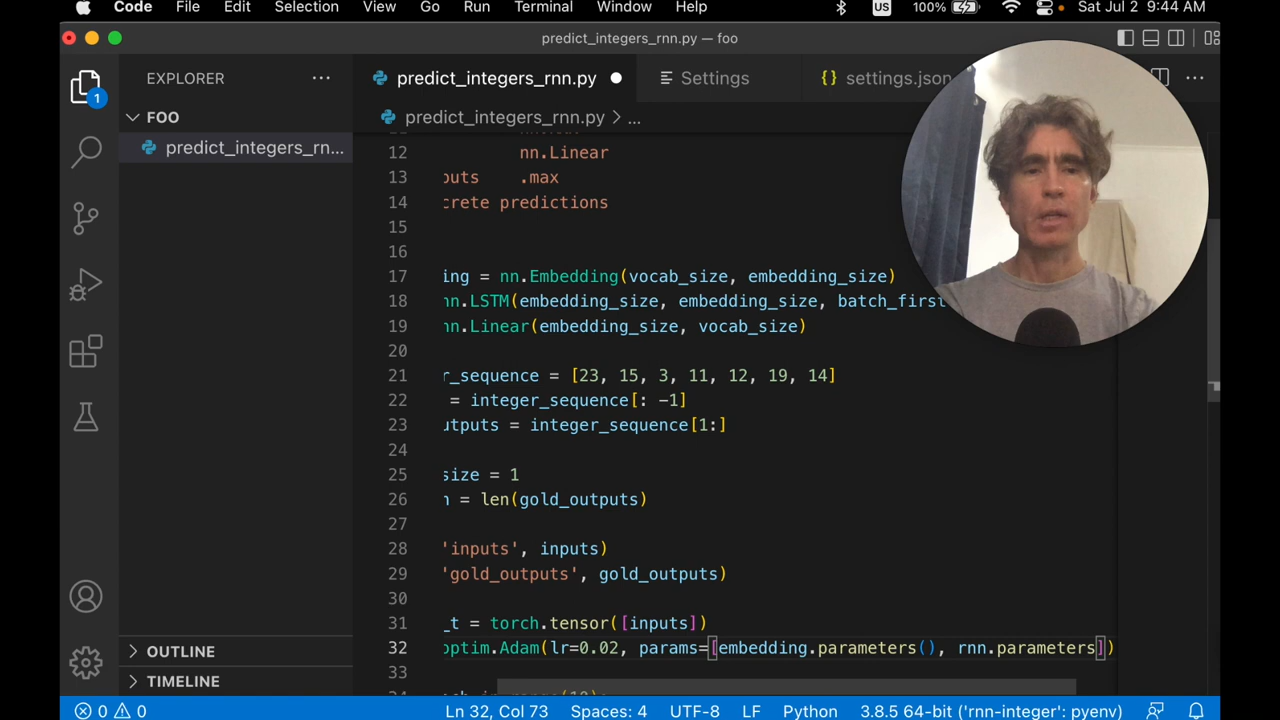 Code File Edit Selection View Go Run Terminal Window Help US 100% Sat Jul 2 9:44 AM
predict_integers_rnn.py — foo
EXPLORER
predict_integers_rnn.py Settings {} settings.json
FOO
predict_integers_rnn.py > ...
predict_integers_rn...
1
12 nn.Linear
13 puts .max
14 crete predictions
15
16
17 ing = nn.Embedding(vocab_size, embedding_size)
18 nn.LSTM(embedding_size, embedding_size, batch_first
19 nn.Linear(embedding_size, vocab_size)
20
21 r_sequence = [23, 15, 3, 11, 12, 19, 14]
22 = integer_sequence[: -1]
23 utputs = integer_sequence[1:]
24
25 size = 1
26 n = len(gold_outputs)
27
28 'inputs', inputs)
29 'gold_outputs', gold_outputs)
30
31 _t = torch.tensor([inputs])
32 optim.Adam(lr=0.02, params=[embedding.parameters(), rnn.parameters])
33
OUTLINE
TIMELINE
0 0 Ln 32, Col 73 Spaces: 4 UTF-8 LF Python 3.8.5 64-bit ('rnn-integer': pyenv)